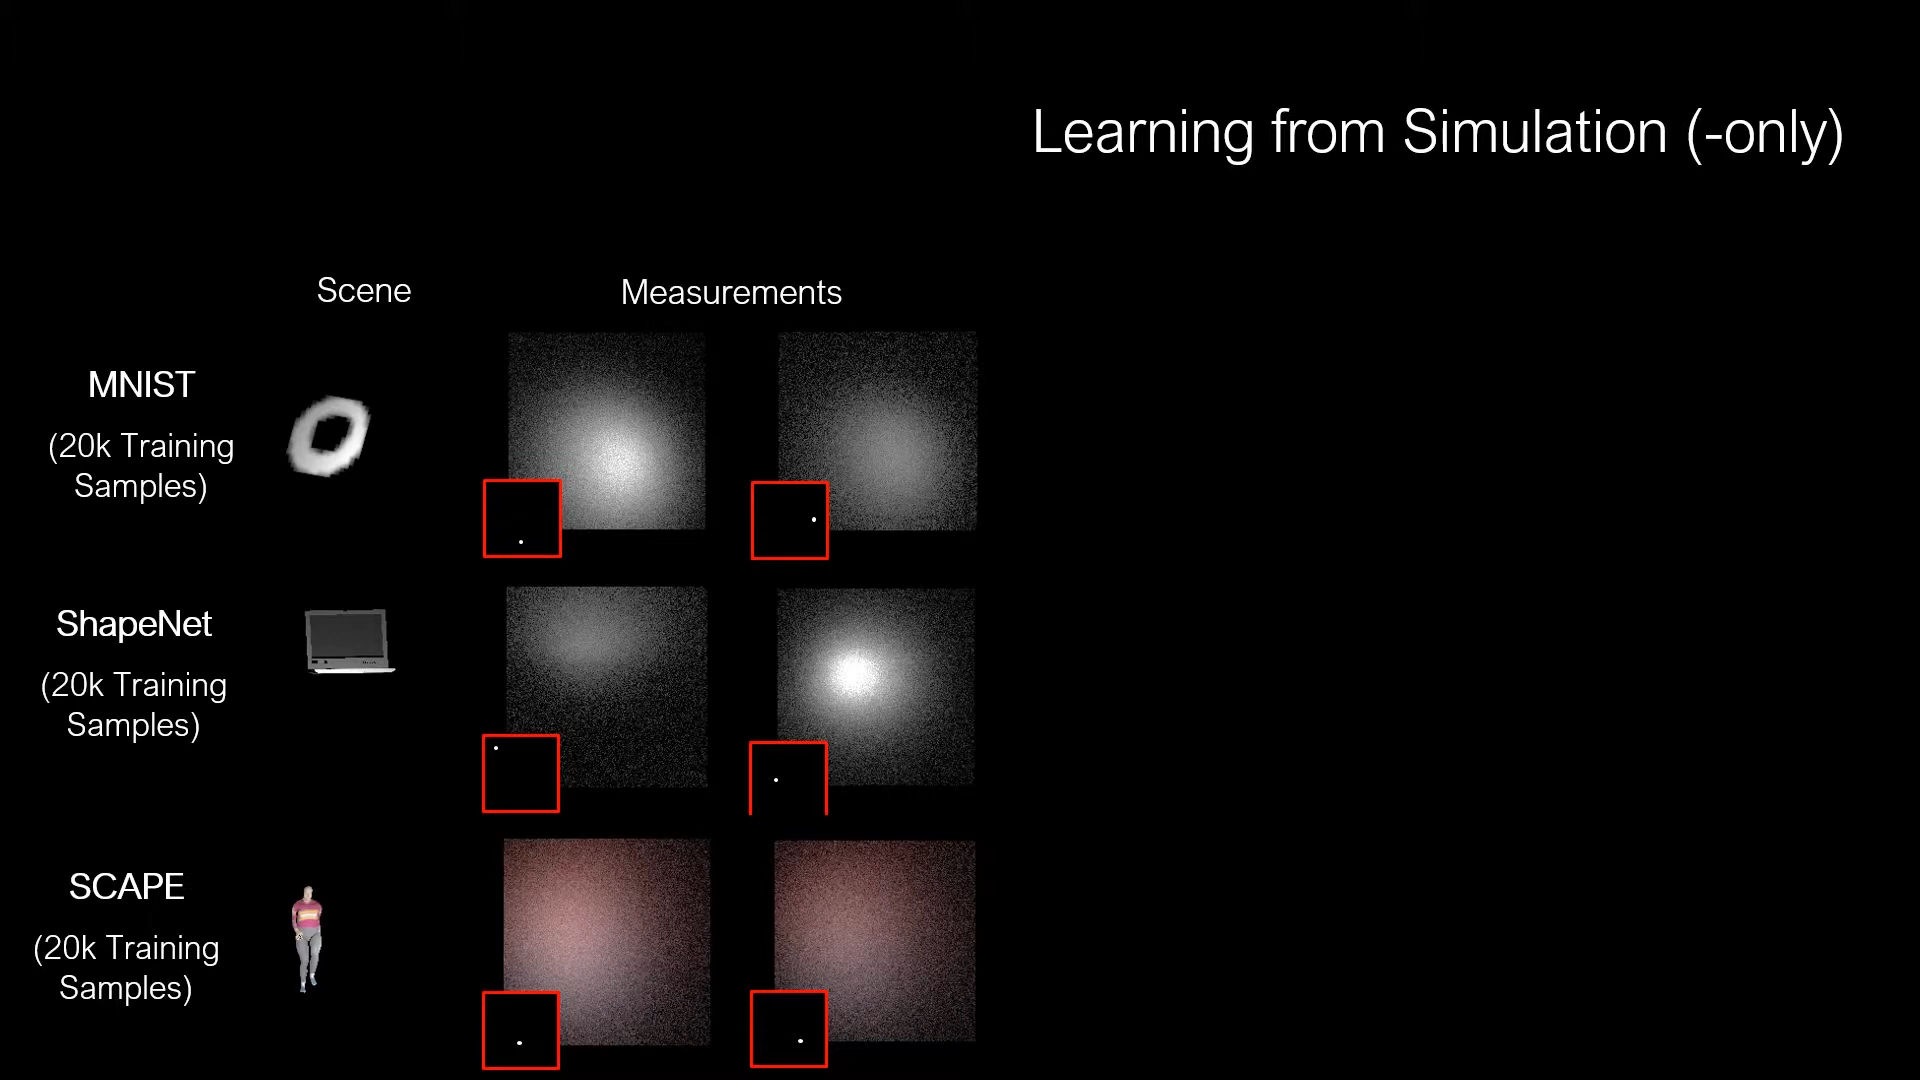 Learning from Simulation (-only)
Scene
Measurements
MNIST
(20k Training
Samples)
ShapeNet
(20k Training
Samples)
SCAPE
(20k Training
Samples)